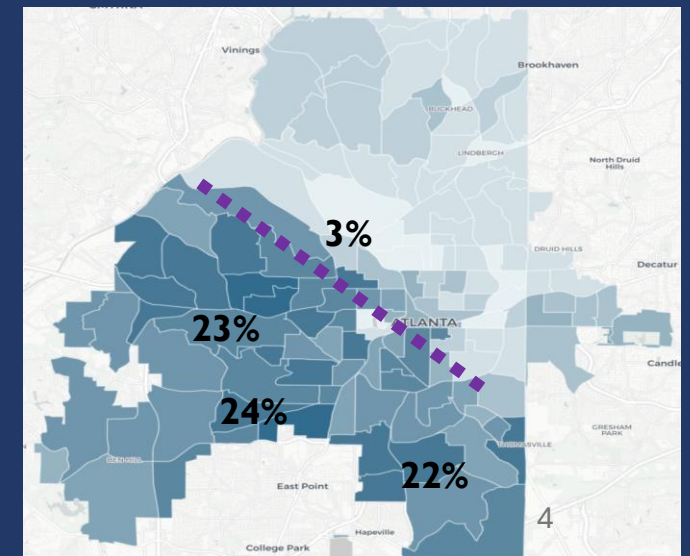 Vinings
Brookhaven
BUCKHEAD
LINDBERGH
North Druid
Hills
3%
DRUID HILLS
Decatur
TLANTA
23%
Candle
24%
GRESHAM
PARK
THOMASVILLE
BEN HILL
22%
East Point
4
Hapeville
College Park